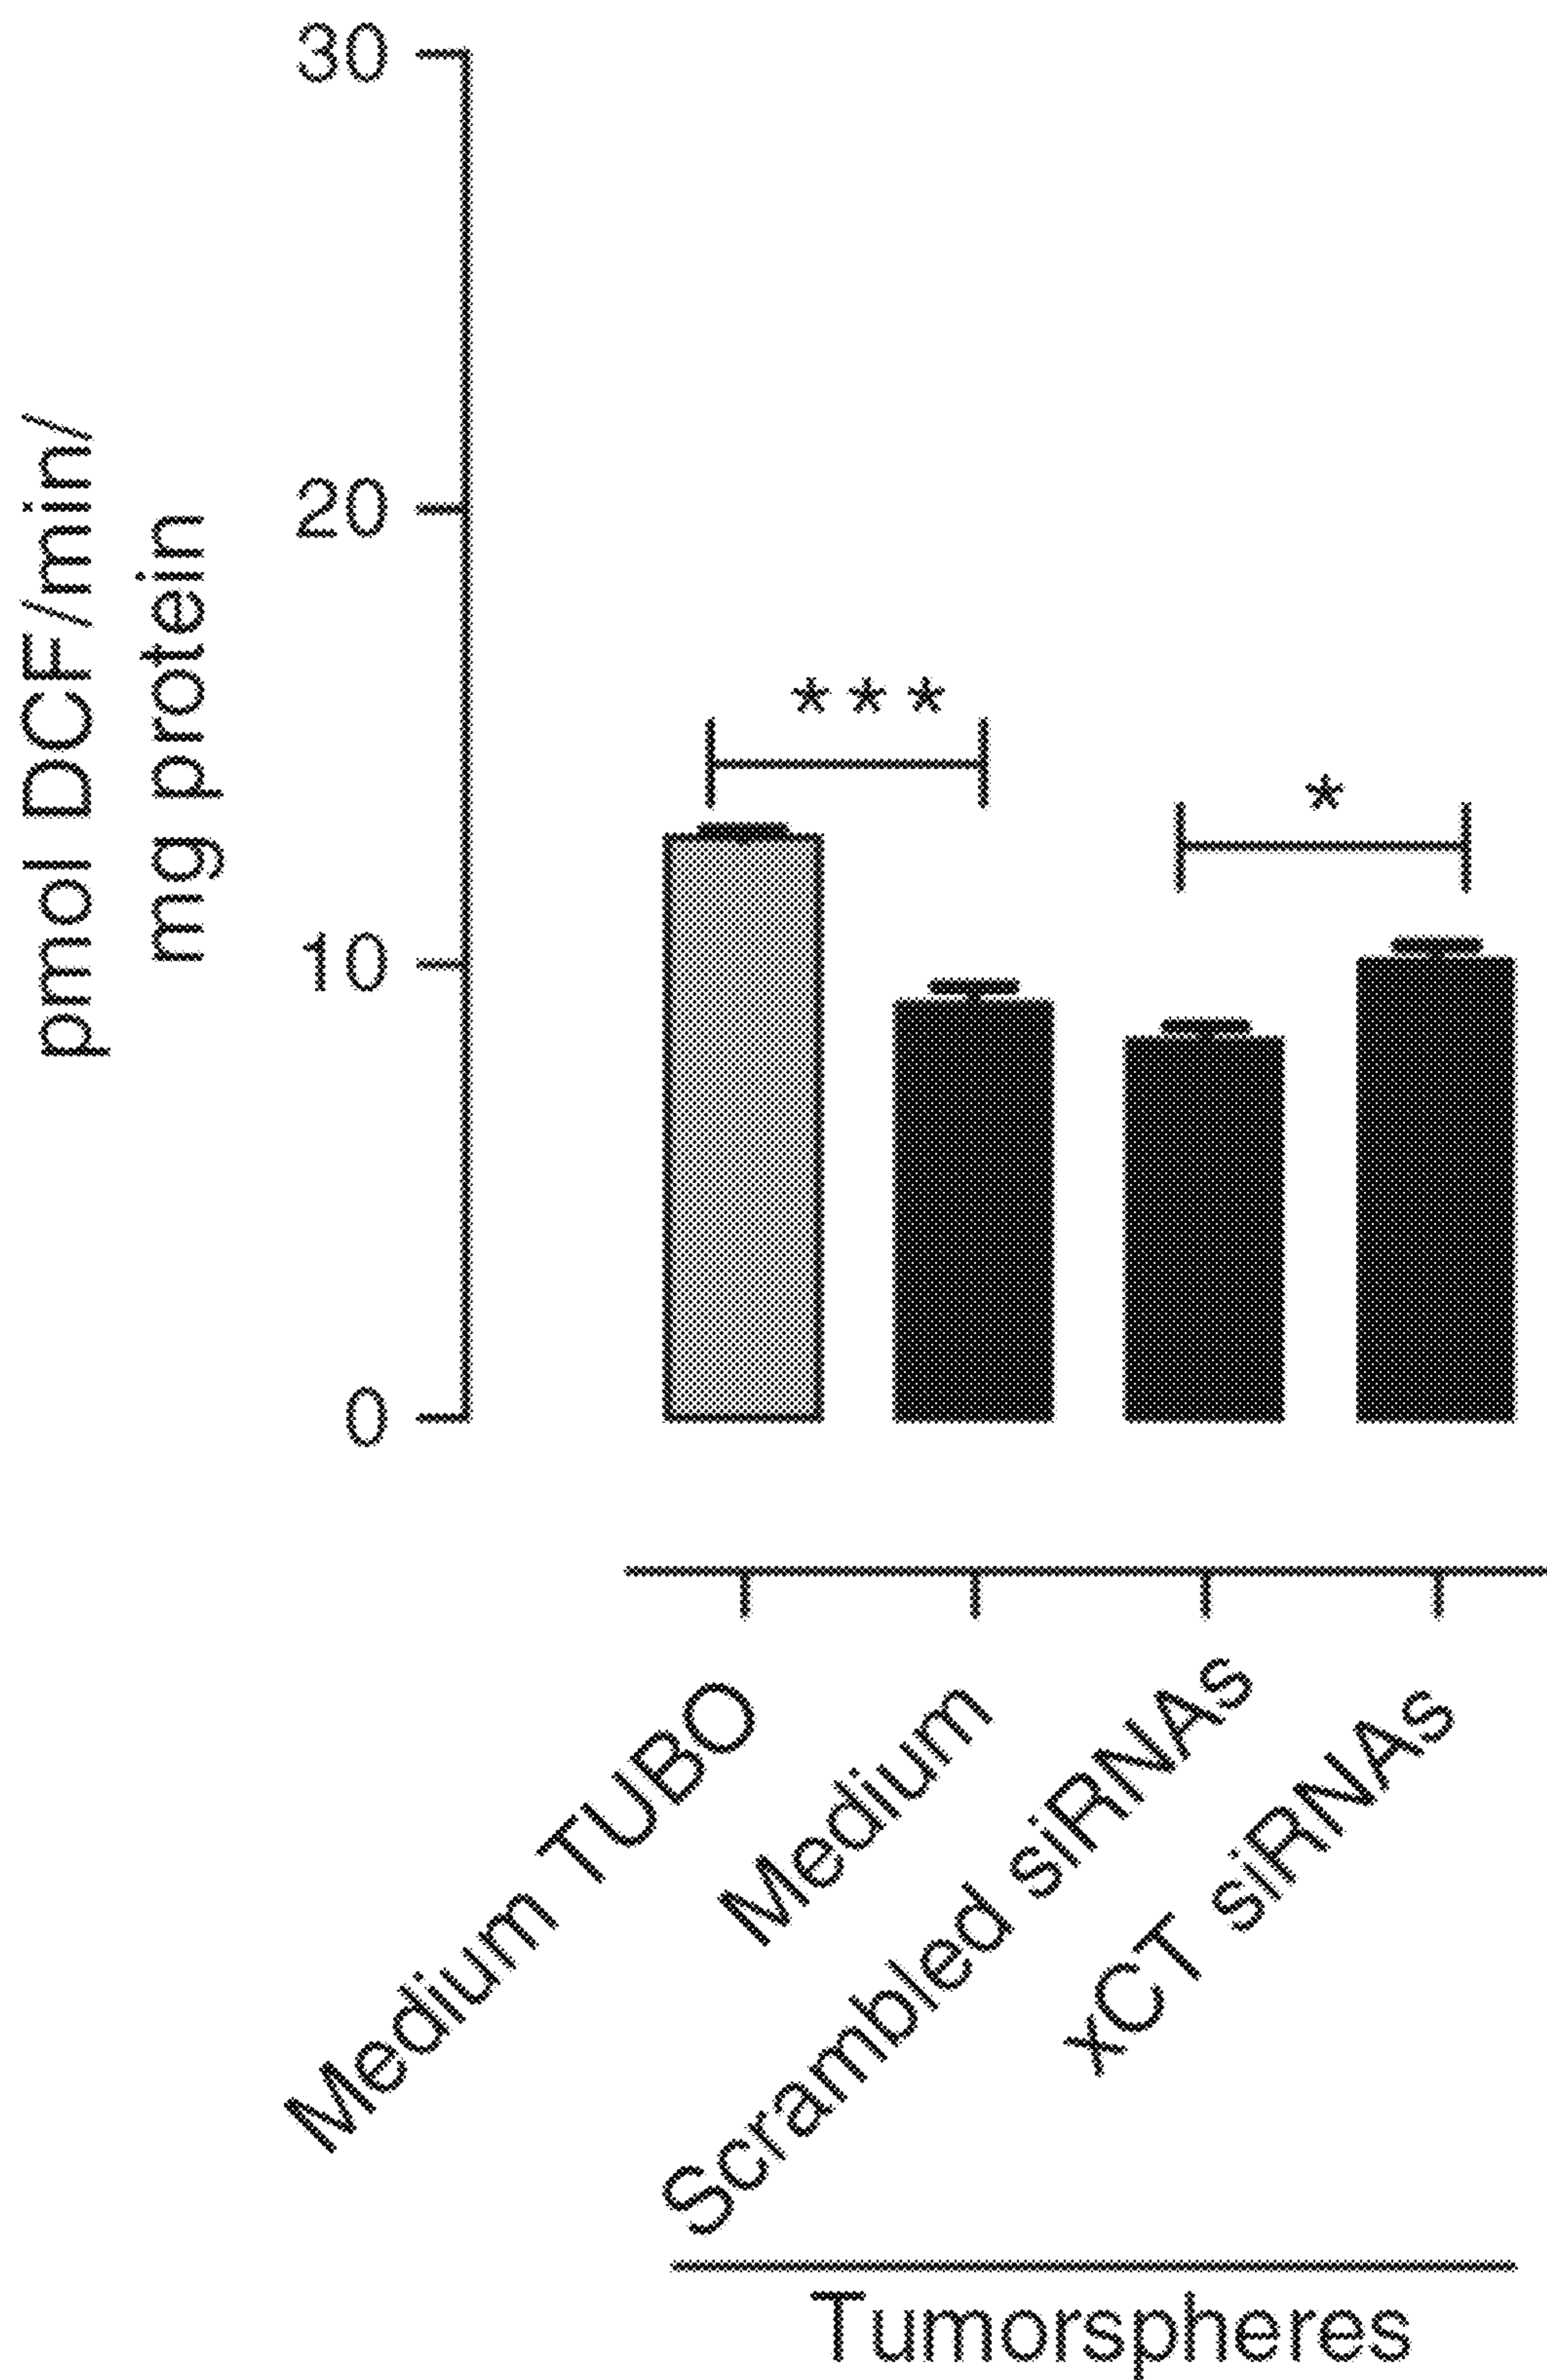 pmol DCF/min/
mg protein
30
20
10
0
***
*
Medium TUBO
Medium
Scrambled siRNAs
xCT siRNAs
Tumorspheres